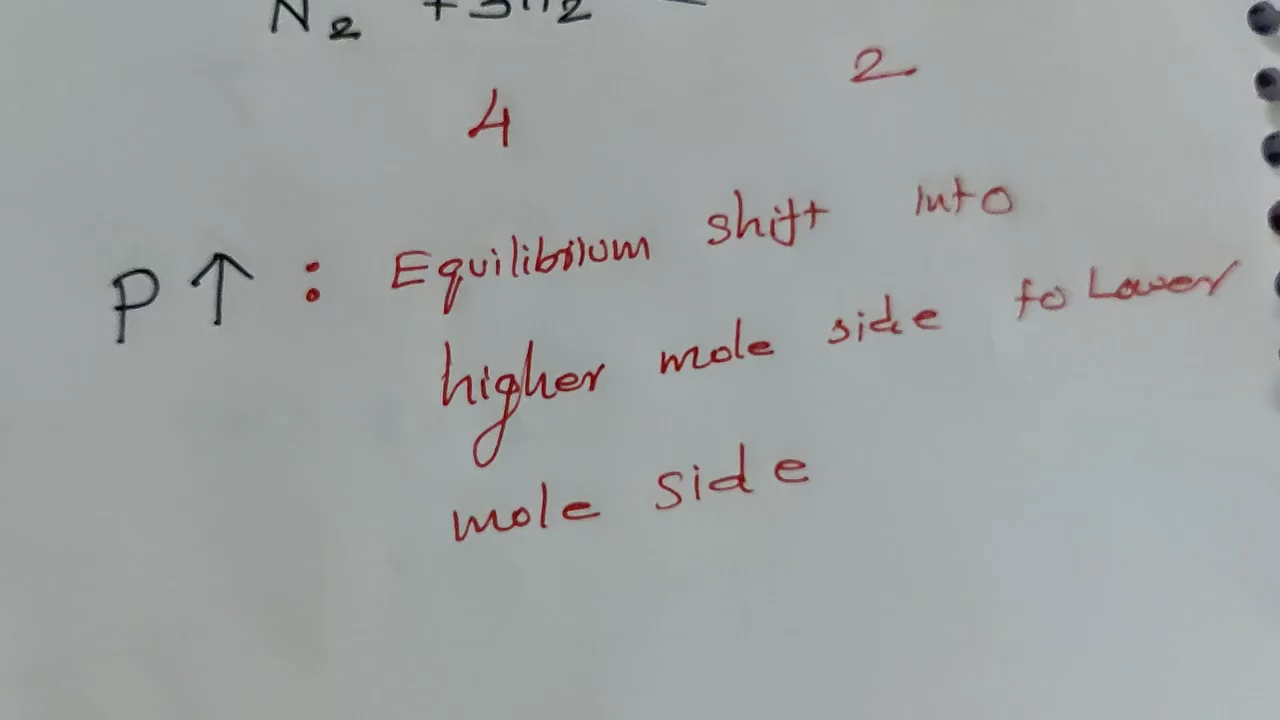 N2 +3H2
4 2
P ↑ : Equilibrium shift into
higher mole side to Lower
mole side